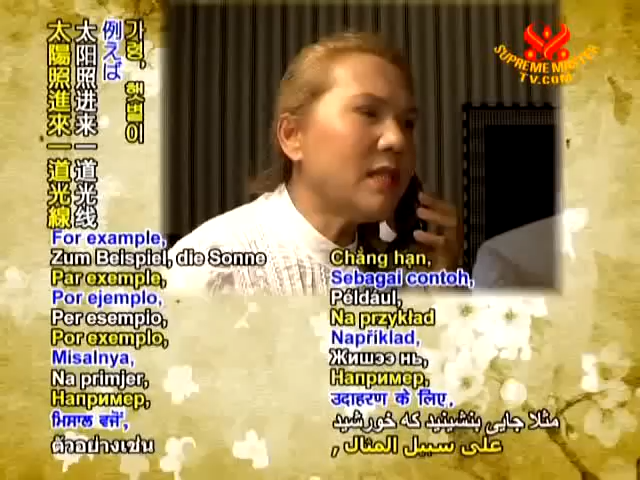 太陽照進來一道光線
太阳照进来一道光线
例えば
가령, 햇볕이
SUPREME MASTER
TV.COM
For example,
Zum Beispiel, die Sonne
Par exemple,
Por ejemplo,
Per esempio,
Por exemplo,
Misalnya,
Na primjer,
Например,
ਮਿਸਾਲ ਵਜੋਂ,
ตัวอย่างเช่น
Chẳng hạn,
Sebagai contoh,
Például,
Na przykład
Například,
Жишээ нь,
Например,
उदाहरण के लिए,
مثلا جایی بنشینید که خورشید
على سبيل المثال ,